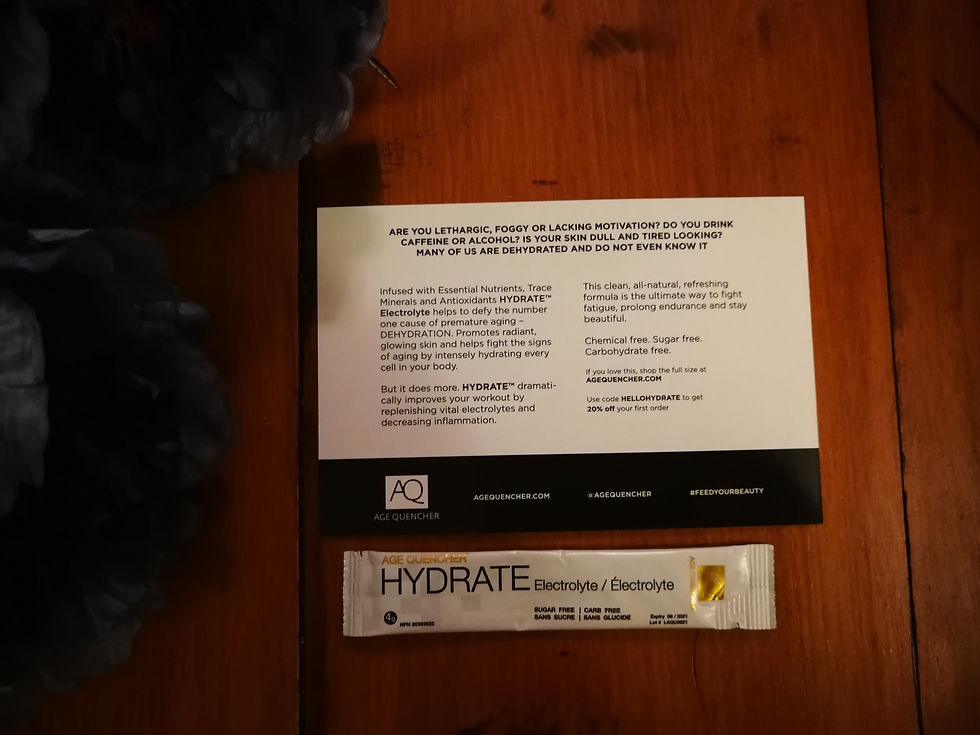 ARE YOU LETHARGIC, FOGGY OR LACKING MOTIVATION? DO YOU DRINK
CAFFEINE OR ALCOHOL? IS YOUR SKIN DULL AND TIRED LOOKING?
MANY OF US ARE DEHYDRATED AND DO NOT EVEN KNOW IT
Infused with Essential Nutrients, Trace
Minerals and Antioxidants HYDRATE™
Electrolyte helps to defy the number
one cause of premature aging –
DEHYDRATION. Promotes radiant,
glowing skin and helps fight the signs
of aging by intensely hydrating every
cell in your body.
But it does more. HYDRATE™ dramati-
cally improves your workout by
replenishing vital electrolytes and
decreasing inflammation.
This clean, all-natural, refreshing
formula is the ultimate way to fight
fatigue, prolong endurance and stay
beautiful.
Chemical free. Sugar free.
Carbohydrate free.
If you love this, shop the full size at
AGEQUENCHER.COM
Use code HELLOHYDRATE to get
20% off your first order
AQ
AGE QUENCHER
AGEQUENCHER.COM
@AGEQUENCHER
#FEEDYOURBEAUTY
AGE QUENCHER
HYDRATE Electrolyte / Électrolyte
4g
SUGAR FREE | CARB FREE
SANS SUCRE | SANS GLUCIDE
Expiry 09 / 2021